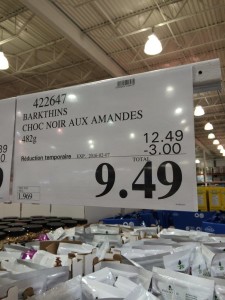 422647
BARKTHINS
CHOC NOIR AUX AMANDES
482g
12.49
-3.00
Réduction temporaire
TOTAL
9.49